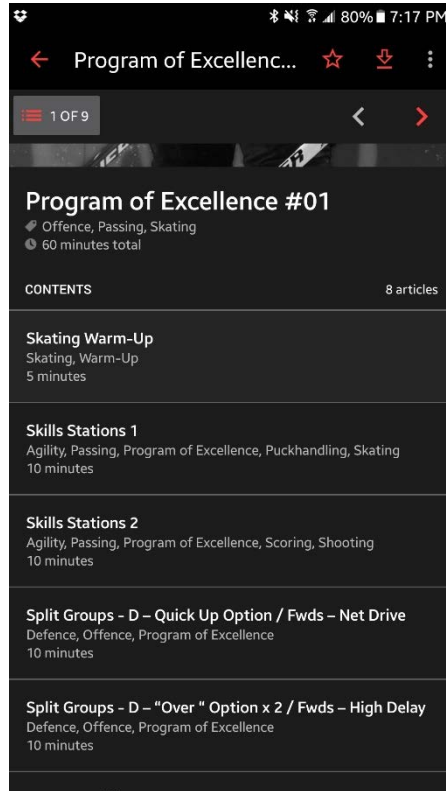 80% 7:17 PM
Program of Excellenc...
1 OF 9
Program of Excellence #01
Offence, Passing, Skating
60 minutes total
CONTENTS 8 articles
Skating Warm-Up
Skating, Warm-Up
5 minutes
Skills Stations 1
Agility, Passing, Program of Excellence, Puckhandling, Skating
10 minutes
Skills Stations 2
Agility, Passing, Program of Excellence, Scoring, Shooting
10 minutes
Split Groups - D – Quick Up Option / Fwds – Net Drive
Defence, Offence, Program of Excellence
10 minutes
Split Groups - D – “Over “ Option x 2 / Fwds – High Delay
Defence, Offence, Program of Excellence
10 minutes